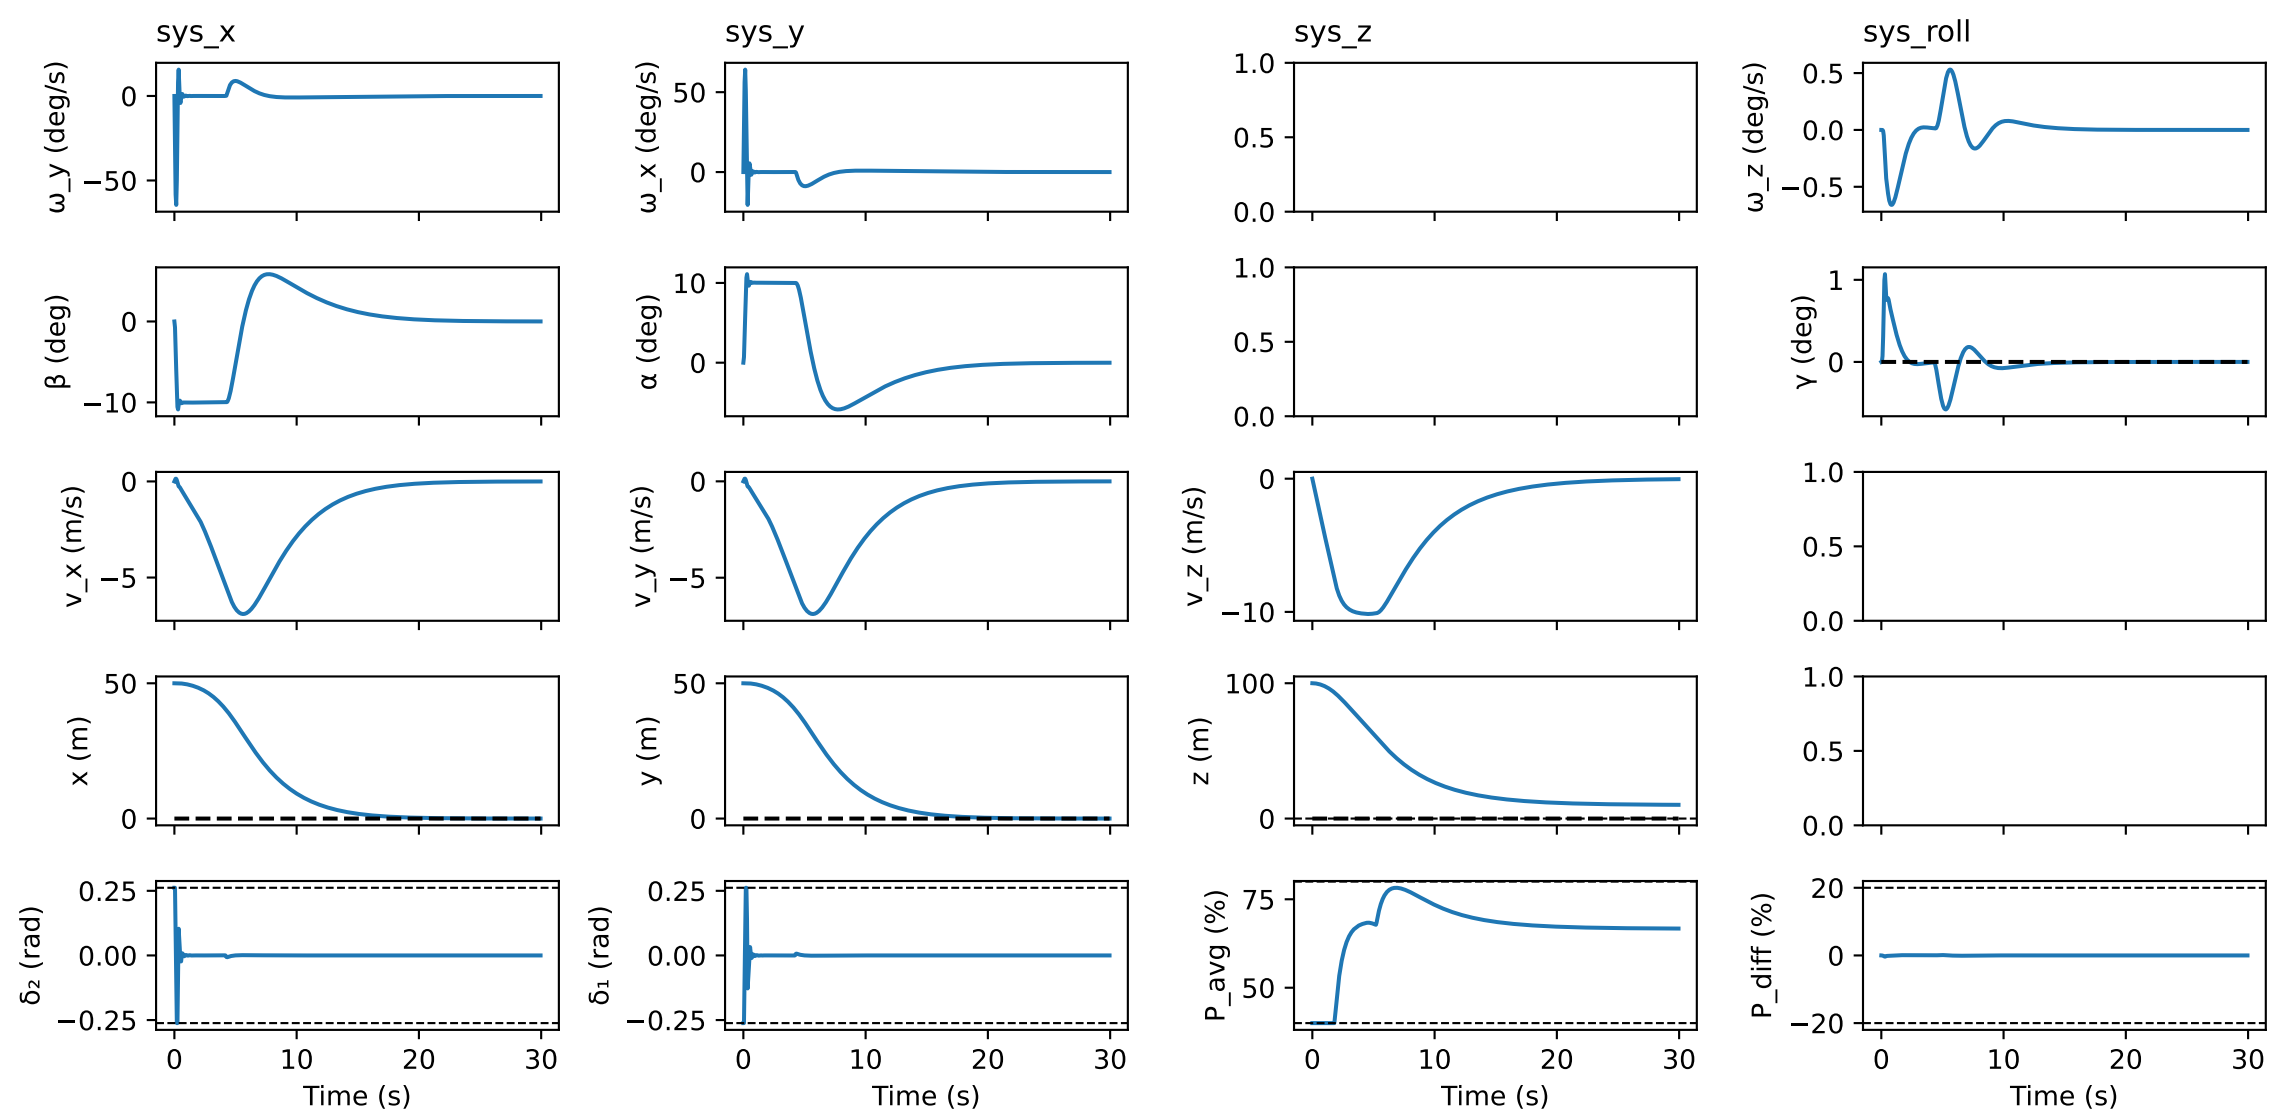 sys_x
sys_y
sys_z
sys_roll
ω_y (deg/s)
0
−50
ω_x (deg/s)
50
0
1.0
0.5
0.0
ω_z (deg/s)
0.5
0.0
−0.5
β (deg)
0
−10
α (deg)
10
0
1.0
0.5
0.0
γ (deg)
1
0
v_x (m/s)
0
−5
v_y (m/s)
0
−5
v_z (m/s)
0
−10
1.0
0.5
0.0
x (m)
50
0
y (m)
50
0
z (m)
100
0
1.0
0.5
0.0
δ₂ (rad)
0.25
0.00
−0.25
0 10 20 30
Time (s)
δ₁ (rad)
0.25
0.00
−0.25
0 10 20 30
Time (s)
P_avg (%)
75
50
0 10 20 30
Time (s)
P_diff (%)
20
0
−20
0 10 20 30
Time (s)